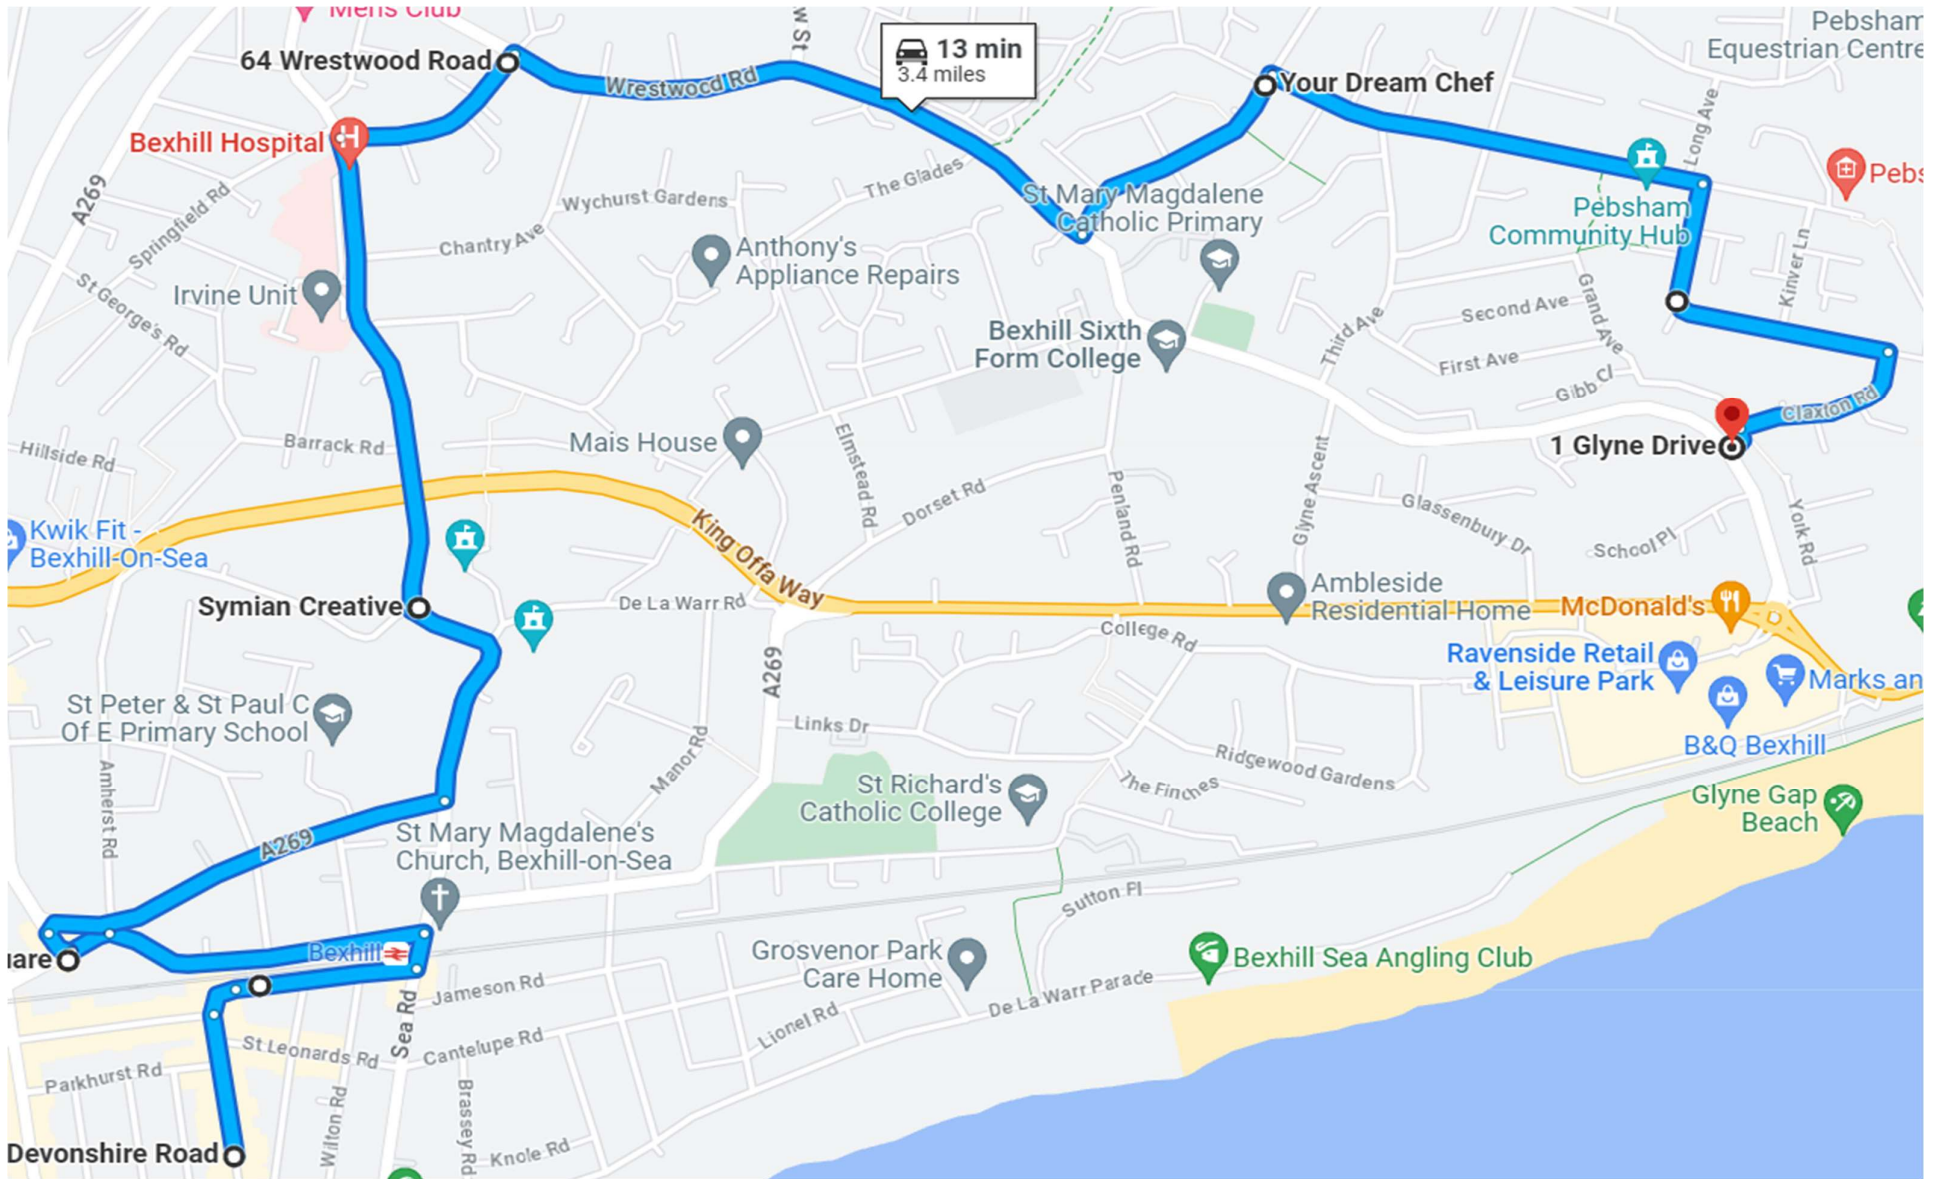 Mens Club
Pebsham
Equestrian Centre
64 Wrestwood Road
13 min
3.4 miles
Wrestwood Rd
Your Dream Chef
Bexhill Hospital
Long Ave
A269
Springfield Rd
Wychurst Gardens
The Glades
St Mary Magdalene
Catholic Primary
Pebsham
Community Hub
Pebs
Chantry Ave
Anthony's
Appliance Repairs
Kinver Ln
Irvine Unit
St George's Rd
Grand Ave
Second Ave
Third Ave
Bexhill Sixth
Form College
First Ave
Gibb Cl
Claxton Rd
1 Glyne Drive
Mais House
Barrack Rd
Hillside Rd
Elmstead Rd
Dorset Rd
Penland Rd
Glyne Ascent
Glassenbury Dr
School Pl
York Rd
Kwik Fit -
Bexhill-On-Sea
King Offa Way
Symian Creative
De La Warr Rd
Ambleside
Residential Home
McDonald's
College Rd
Ravenside Retail
& Leisure Park
Marks an
A269
St Peter & St Paul C
Of E Primary School
Links Dr
Manor Rd
B&Q Bexhill
Ridgewood Gardens
The Finches
St Richard's
Catholic College
Glyne Gap
Beach
Amherst Rd
A269
St Mary Magdalene's
Church, Bexhill-on-Sea
Sutton Pl
Bexhill
Grosvenor Park
Care Home
Bexhill Sea Angling Club
De La Warr Parade
Jameson Rd
Sea Rd
Lionel Rd
St Leonards Rd
Cantelupe Rd
Parkhurst Rd
Wilton Rd
Brassey Rd
Knole Rd
Devonshire Road